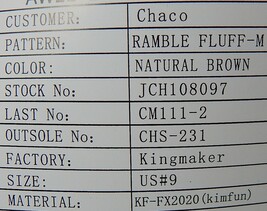 CUSTOMER: Chaco
PATTERN: RAMBLE FLUFF-M
COLOR: NATURAL BROWN
STOCK No: JCH108097
LAST No: CM111-2
OUTSOLE No: CHS-231
FACTORY: Kingmaker
SIZE: US#9
MATERIAL: KF-FX2020(kimfun)